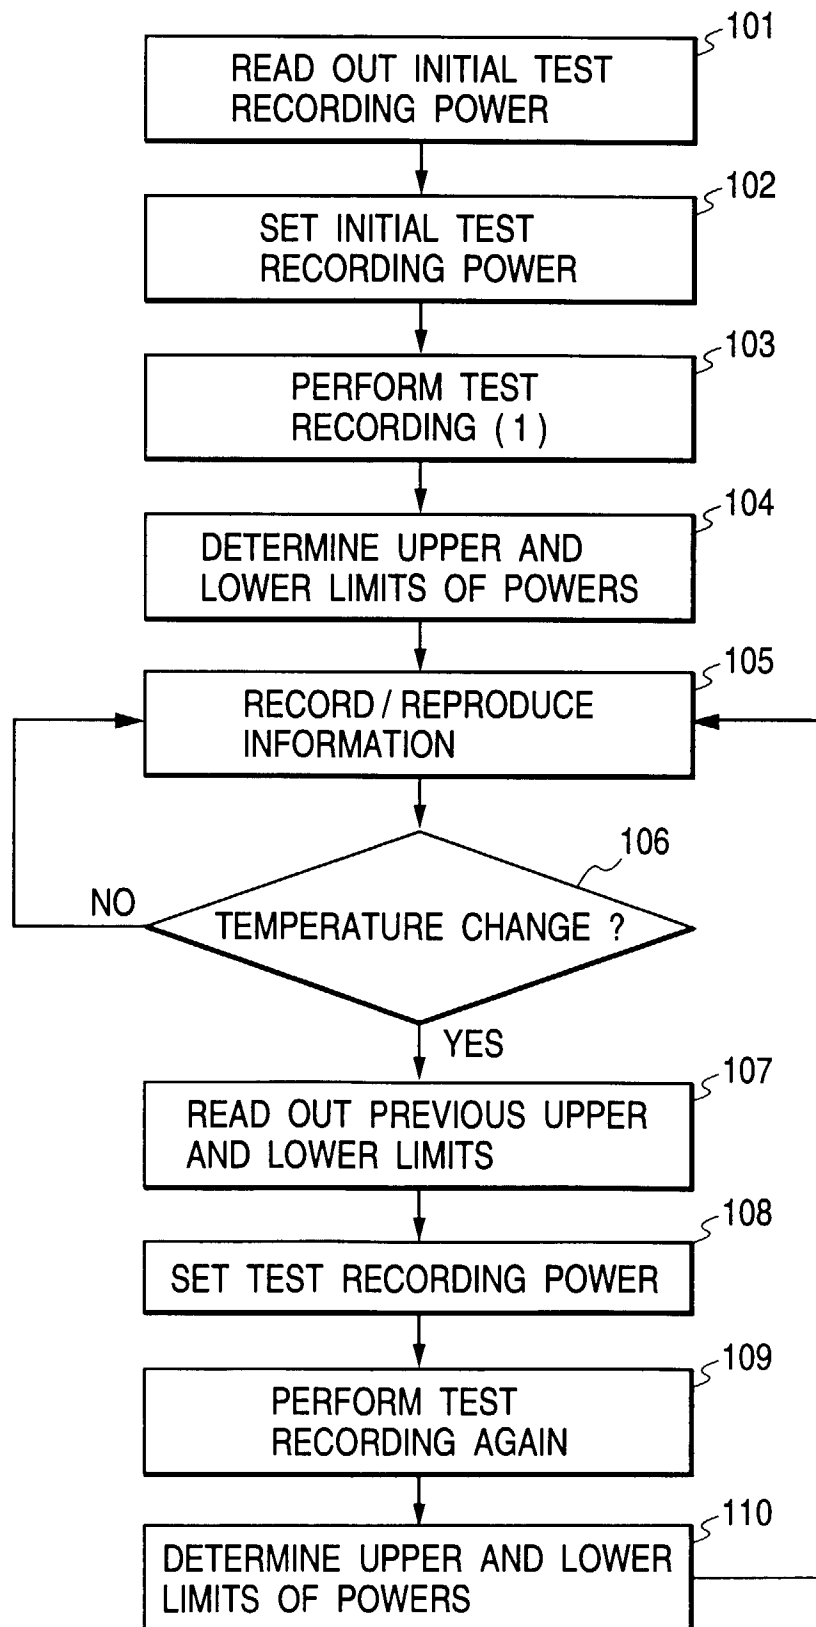 101
READ OUT INITIAL TEST
RECORDING POWER
102
SET INITIAL TEST
RECORDING POWER
103
PERFORM TEST
RECORDING (1)
104
DETERMINE UPPER AND
LOWER LIMITS OF POWERS
105
RECORD / REPRODUCE
INFORMATION
106
NO
TEMPERATURE CHANGE ?
YES
107
READ OUT PREVIOUS UPPER
AND LOWER LIMITS
108
SET TEST RECORDING POWER
109
PERFORM TEST
RECORDING AGAIN
110
DETERMINE UPPER AND LOWER
LIMITS OF POWERS